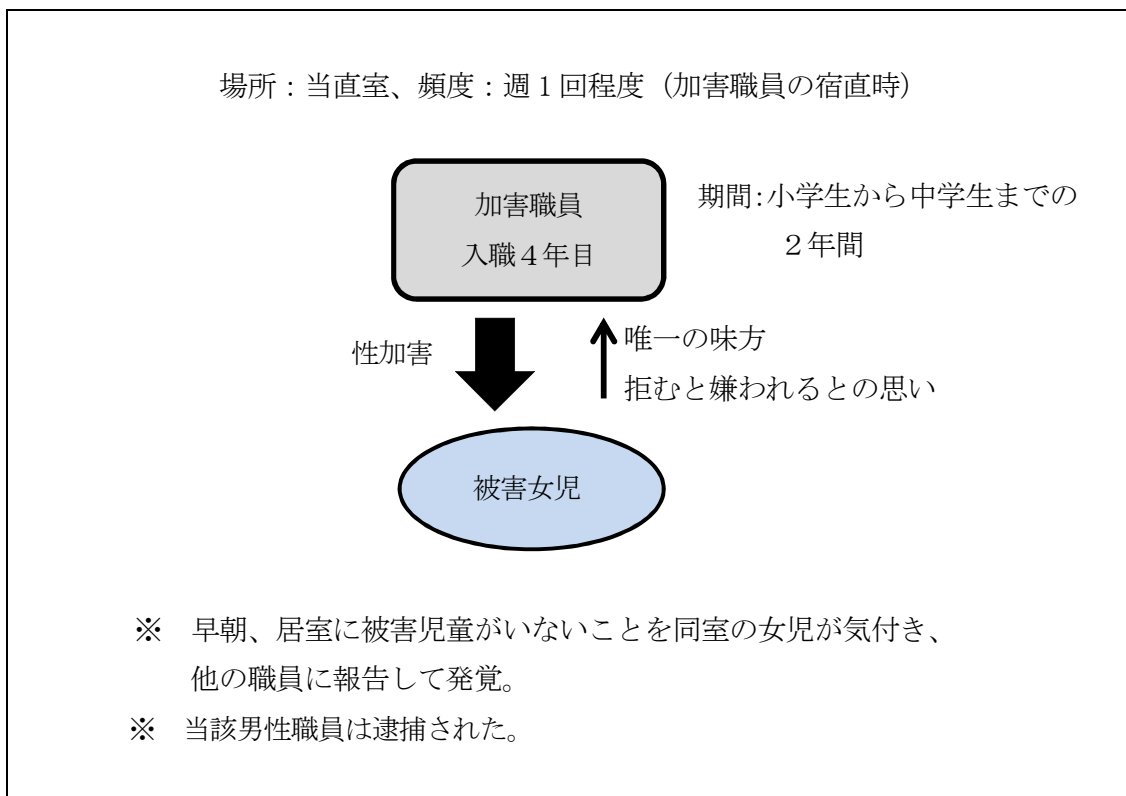 場所：当直室、頻度：週１回程度（加害職員の宿直時）
加害職員
入職４年目
期間：小学生から中学生までの
２年間
性加害
唯一の味方
拒むと嫌われるとの思い
被害女児
※　早朝、居室に被害児童がいないことを同室の女児が気付き、
他の職員に報告して発覚。
※　当該男性職員は逮捕された。